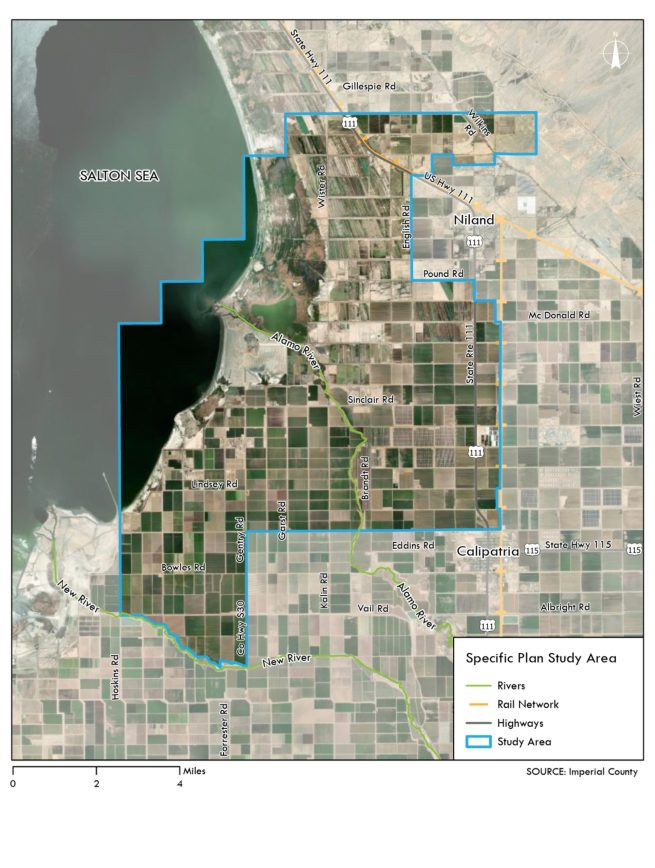 N
State Hwy 111
Gillespie Rd
Wilkins
Rd
111
SALTON SEA
Wister Rd
US Hwy 111
English Rd
Niland
111
Pound Rd
Mc Donald Rd
Alamo River
State Rte 111
Wiest Rd
Sinclair Rd
111
Brandt Rd
Lindsey Rd
Garst Rd
Gentry Rd
Eddins Rd
Calipatria
115
State Hwy 115
115
Bowles Rd
Kalin Rd
New River
Vail Rd
Alamo River
Albright Rd
Co Hwy S30
111
Hoskins Rd
New River
Forrester Rd
Specific Plan Study Area
Rivers
Rail Network
Highways
Study Area
0 2 4 Miles
SOURCE: Imperial County